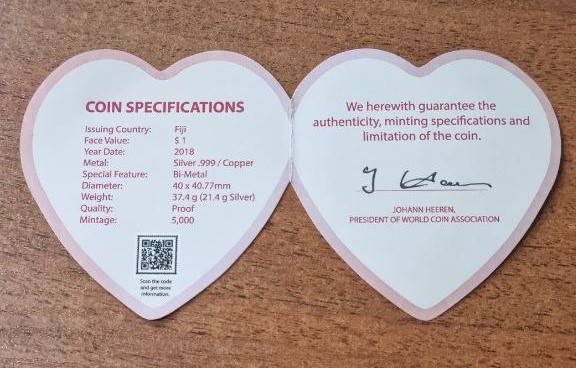 COIN SPECIFICATIONS
Issuing Country: Fiji
Face Value: $ 1
Year Date: 2018
Metal: Silver .999 / Copper
Special Feature: Bi-Metal
Diameter: 40 x 40.77mm
Weight: 37.4 g (21.4 g Silver)
Quality: Proof
Mintage: 5,000
Scan the code
and get more
information.
We herewith guarantee the
authenticity, minting specifications and
limitation of the coin.
JOHANN HEEREN,
PRESIDENT OF WORLD COIN ASSOCIATION